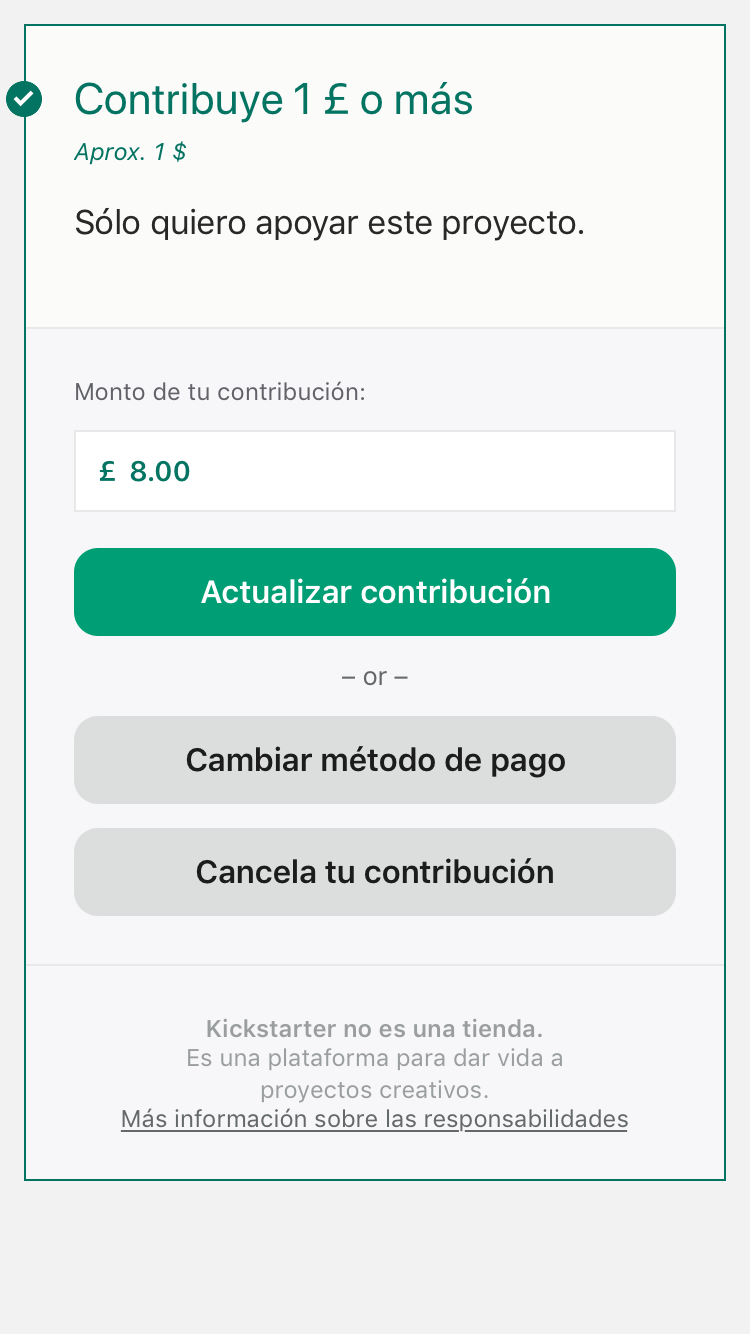 Contribuye 1 £ o más
Aprox. 1 $
Sólo quiero apoyar este proyecto.
Monto de tu contribución:
£ 8.00
Actualizar contribución
– or –
Cambiar método de pago
Cancela tu contribución
Kickstarter no es una tienda.
Es una plataforma para dar vida a
proyectos creativos.
Más información sobre las responsabilidades